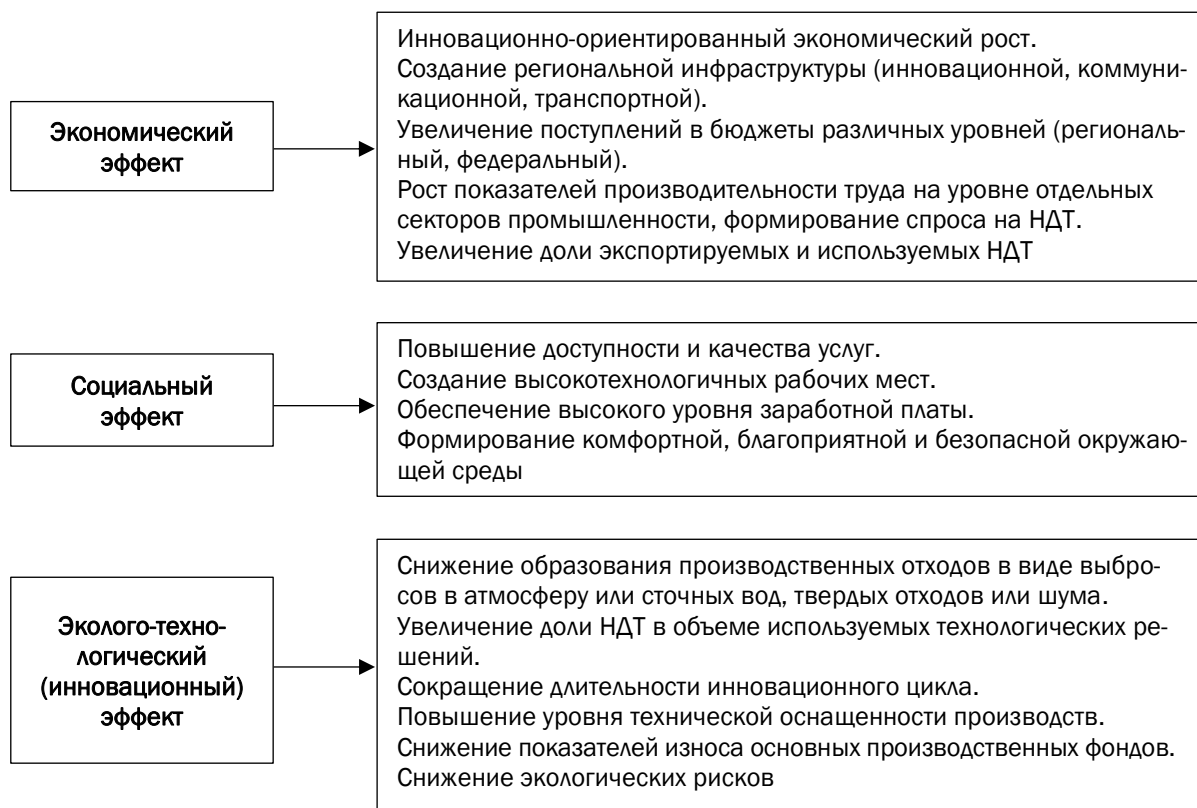 Экономический
эффект
Инновационно-ориентированный экономический рост.
Создание региональной инфраструктуры (инновационной, коммуни-
кационной, транспортной).
Увеличение поступлений в бюджеты различных уровней (региональ-
ный, федеральный).
Рост показателей производительности труда на уровне отдельных
секторов промышленности, формирование спроса на НДТ.
Увеличение доли экспортируемых и используемых НДТ
Социальный
эффект
Повышение доступности и качества услуг.
Создание высокотехнологичных рабочих мест.
Обеспечение высокого уровня заработной платы.
Формирование комфортной, благоприятной и безопасной окружаю-
щей среды
Эколого-техно-
логический
(инновационный)
эффект
Снижение образования производственных отходов в виде выбро-
сов в атмосферу или сточных вод, твердых отходов или шума.
Увеличение доли НДТ в объеме используемых технологических ре-
шений.
Сокращение длительности инновационного цикла.
Повышение уровня технической оснащенности производств.
Снижение показателей износа основных производственных фондов.
Снижение экологических рисков